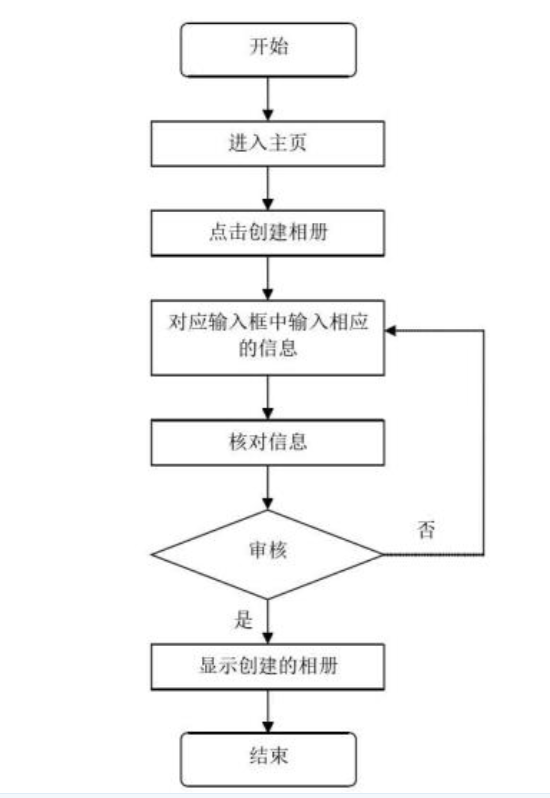 开始
进入主页
点击创建相册
对应输入框中输入相应
的信息
核对信息
审核
否
是
显示创建的相册
结束